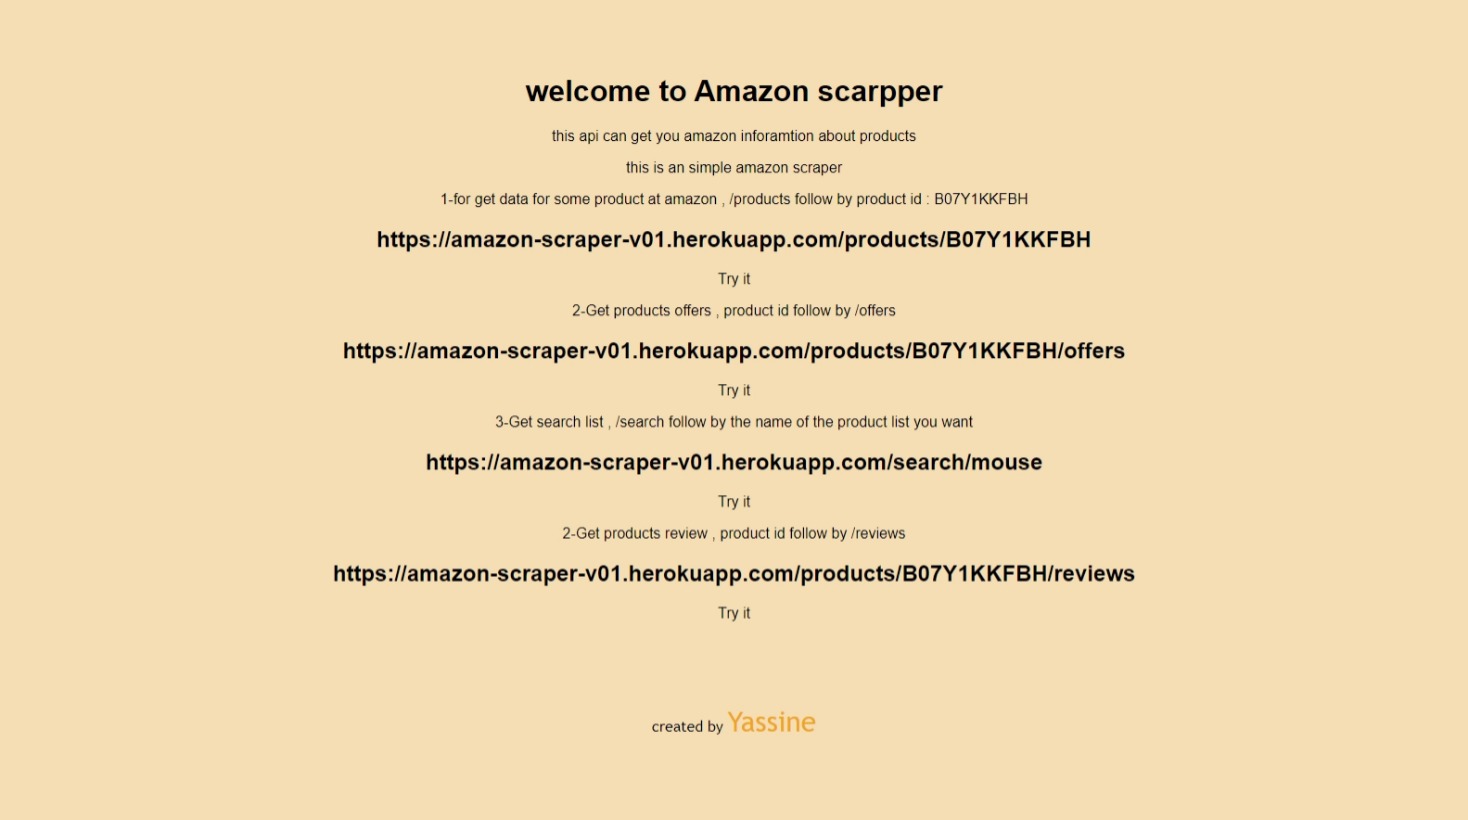 welcome to Amazon scarpper
this api can get you amazon inforamtion about products
this is an simple amazon scraper
1-for get data for some product at amazon , /products follow by product id : B07Y1KKFBH
https://amazon-scraper-v01.herokuapp.com/products/B07Y1KKFBH
Try it
2-Get products offers , product id follow by /offers
https://amazon-scraper-v01.herokuapp.com/products/B07Y1KKFBH/offers
Try it
3-Get search list , /search follow by the name of the product list you want
https://amazon-scraper-v01.herokuapp.com/search/mouse
Try it
2-Get products review , product id follow by /reviews
https://amazon-scraper-v01.herokuapp.com/products/B07Y1KKFBH/reviews
Try it
created by Yassine